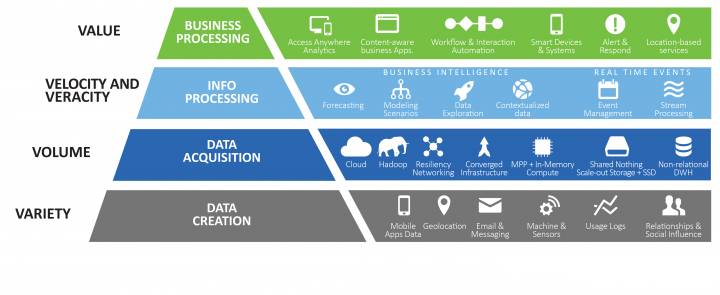 VALUE
BUSINESS
PROCESSING
Access Anywhere
Analytics
Content-aware
business Apps.
Workflow & Interaction
Automation
Smart Devices
& Systems
Alert &
Respond
Location-based
services
VELOCITY AND
VERACITY
INFO
PROCESSING
BUSINESS INTELLIGENCE
REAL TIME EVENTS
Forecasting
Modeling
Scenarios
Data
Exploration
Contextualized
data
Event
Management
Stream
Processing
VOLUME
DATA
ACQUISITION
Cloud
Hadoop
Resiliency
Networking
Converged
Infrastructure
MPP + In-Memory
Compute
Shared Nothing
Scale-out Storage + SSD
Non-relational
DWH
VARIETY
DATA
CREATION
Mobile
Apps Data
Geolocation
Email &
Messaging
Machine &
Sensors
Usage Logs
Relationships &
Social Influence